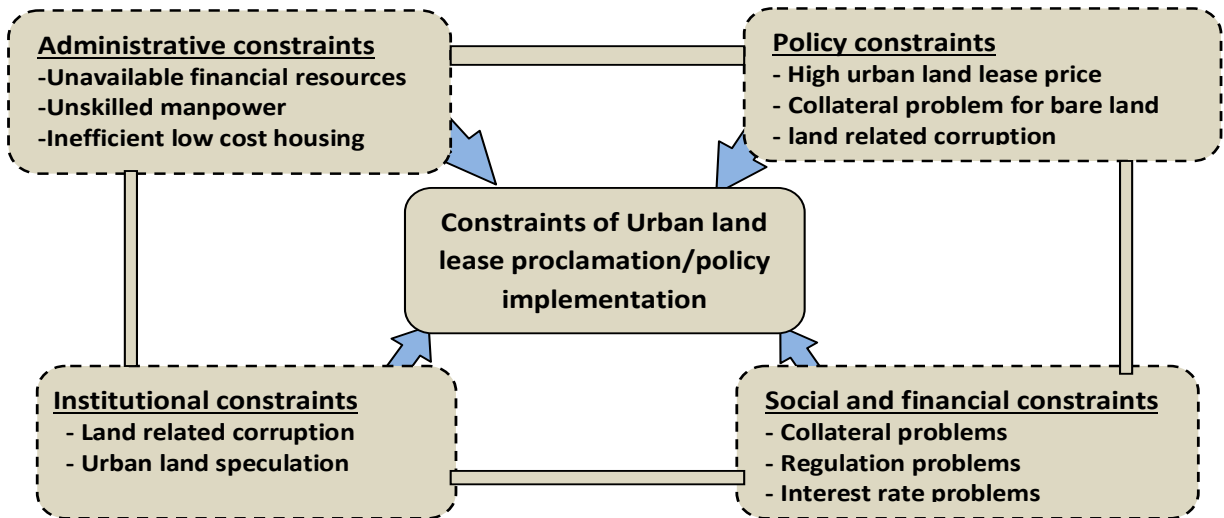 Administrative constraints
-Unavailable financial resources
-Unskilled manpower
-Inefficient low cost housing
Policy constraints
- High urban land lease price
- Collateral problem for bare land
- land related corruption
Constraints of Urban land
lease proclamation/policy
implementation
Institutional constraints
- Land related corruption
- Urban land speculation
Social and financial constraints
- Collateral problems
- Regulation problems
- Interest rate problems